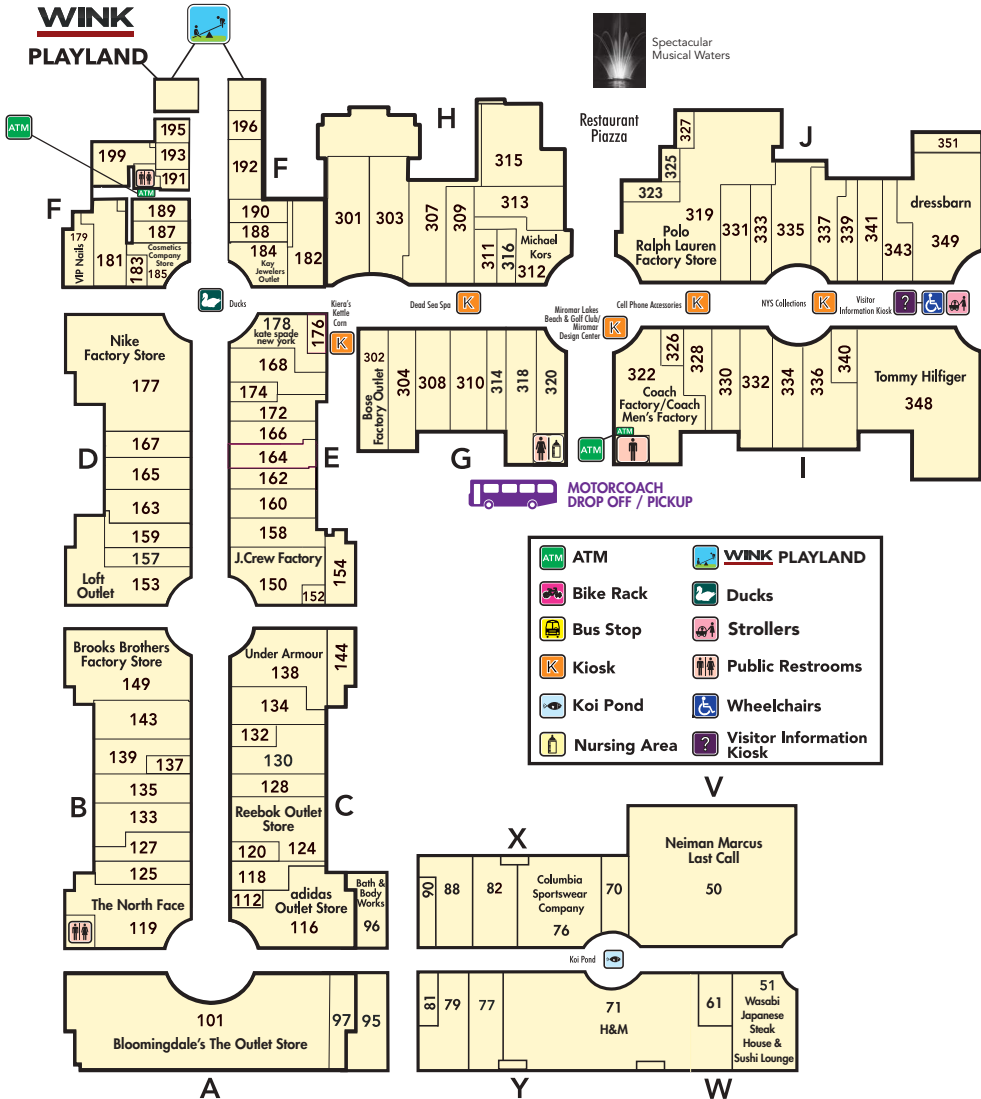 WINK
PLAYLAND
Spectacular
Musical Waters
ATM
195
199
193
191
ATM
196
192
F
F
189
187
Cosmetics
Company
Store
185
179
VIP Nails
181
183
190
188
184
Kay
Jewelers
Outlet
182
H
301
303
307
309
315
313
311
316
Michael
Kors
312
Restaurant
Piazza
J
327
325
323
319
Polo
Ralph Lauren
Factory Store
331
333
335
337
339
341
343
351
dressbarn
349
Ducks
Kiera's
Kettle
Corn
K
Dead Sea Spa
K
Miromar Lakes
Beach & Golf Club/
Miromar
Design Center
K
Cell Phone Accessories
K
NYS Collections
K
Visitor
Information Kiosk
?
Nike
Factory Store
177
167
165
163
159
157
Loft
Outlet
153
D
178
kate spade
new york
176
168
174
172
166
164
162
160
158
J.Crew Factory
150
152
154
E
302
Bose
Factory Outlet
304
308
310
314
318
320
G
322
Coach
Factory/Coach
Men's Factory
326
328
330
332
334
336
340
Tommy Hilfiger
348
ATM
ATM
I
MOTORCOACH
DROP OFF / PICKUP
ATM
ATM
Bike Rack
Bus Stop
K
Kiosk
Koi Pond
Nursing Area
WINK PLAYLAND
Ducks
Strollers
Public Restrooms
Wheelchairs
?
Visitor Information
Kiosk
Brooks Brothers
Factory Store
149
143
139
137
135
133
127
125
The North Face
119
B
Under Armour
138
144
134
132
130
128
Reebok Outlet
Store
120
124
118
112
adidas
Outlet Store
116
Bath &
Body
Works
96
C
V
X
90
88
82
Columbia
Sportswear
Company
76
70
Neiman Marcus
Last Call
50
Koi Pond
101
Bloomingdale's The Outlet Store
97
95
A
81
79
77
71
H&M
61
51
Wasabi
Japanese
Steak
House &
Sushi Lounge
Y
W